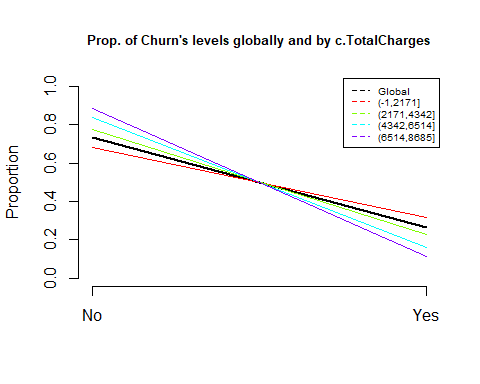 Prop. of Churn's levels globally and by c.TotalCharges
Global
(-1,2171]
(2171,4342]
(4342,6514]
(6514,8685]
Proportion
1.0
0.8
0.6
0.4
0.2
0.0
No
Yes